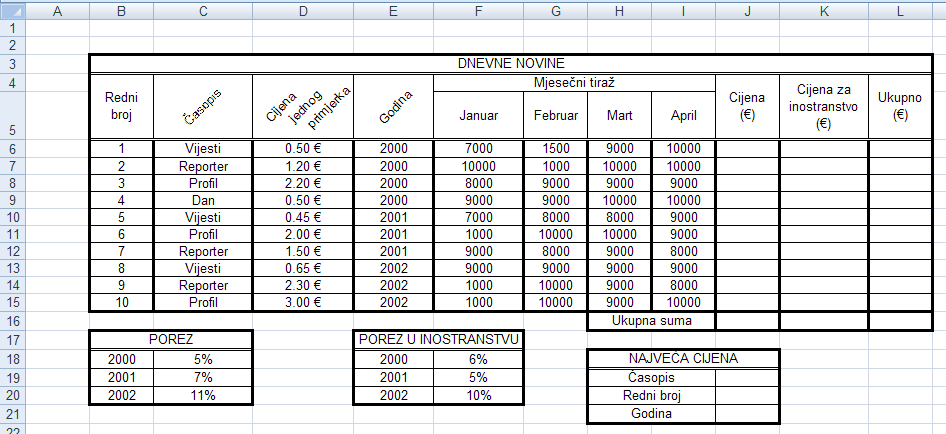 A B C D E F G H I J K L
1
2
3 DNEVNE NOVINE
4 Redni broj Časopis Cijena jednog primjerka Godina Mjesečni tiraž Cijena (€) Cijena za inostranstvo (€) Ukupno (€)
5 Januar Februar Mart April
6 1 Vijesti 0.50 € 2000 7000 1500 9000 10000
7 2 Reporter 1.20 € 2000 10000 1000 10000 10000
8 3 Profil 2.20 € 2000 8000 9000 9000 9000
9 4 Dan 0.50 € 2000 9000 9000 10000 10000
10 5 Vijesti 0.45 € 2001 7000 8000 8000 9000
11 6 Profil 2.00 € 2001 1000 10000 10000 9000
12 7 Reporter 1.50 € 2001 9000 8000 9000 8000
13 8 Vijesti 0.65 € 2002 9000 9000 9000 9000
14 9 Reporter 2.30 € 2002 1000 10000 9000 8000
15 10 Profil 3.00 € 2002 1000 10000 9000 10000
16 Ukupna suma
17 POREZ POREZ U INOSTRANSTVU
18 2000 5% 2000 6% NAJVEĆA CIJENA
19 2001 7% 2001 5% Časopis
20 2002 11% 2002 10% Redni broj
21 Godina
22